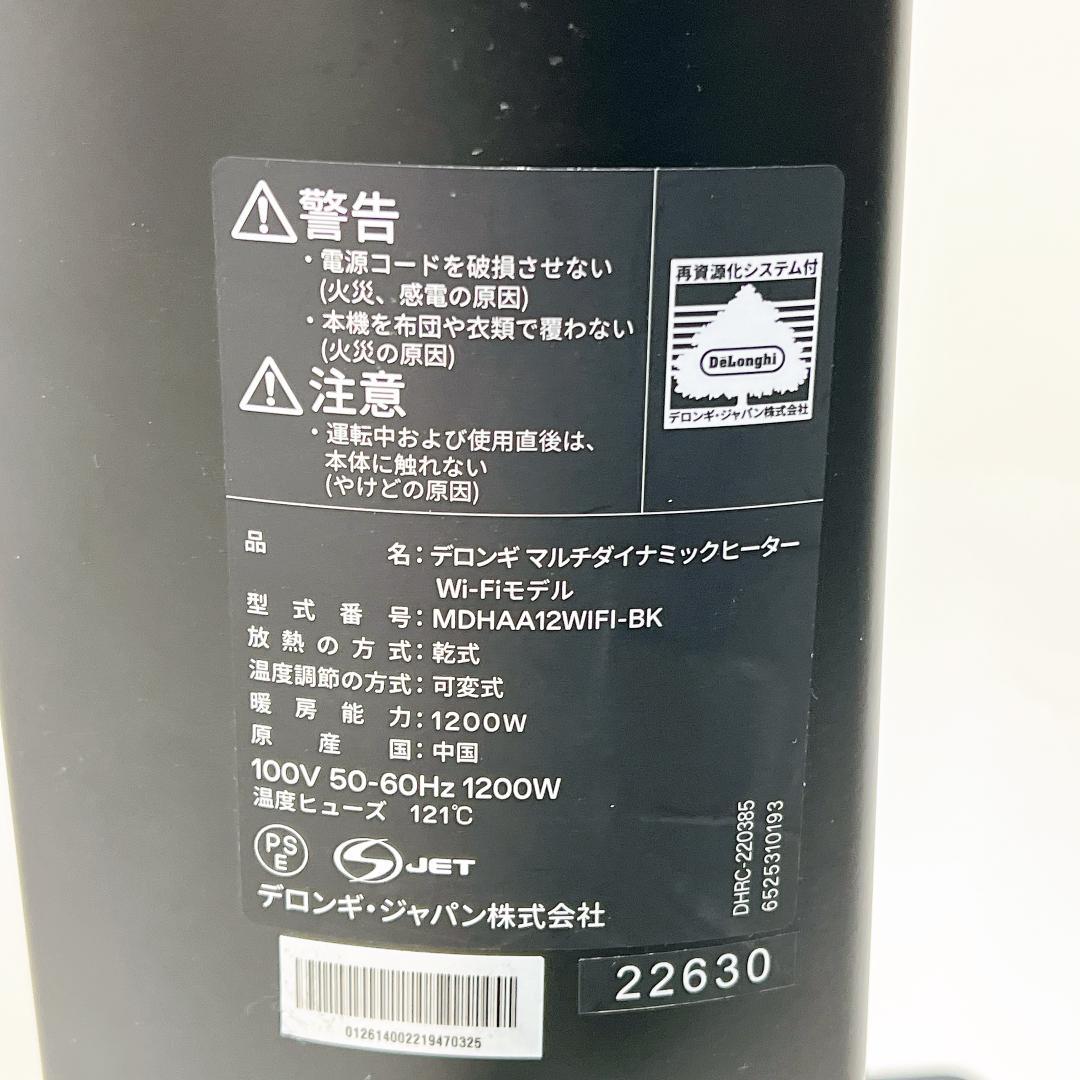 警告
・電源コードを破損させない
(火災、感電の原因)
・本機を布団や衣類で覆わない
(火災の原因)
注意
・運転中および使用直後は、
本体に触れない
(やけどの原因)
再資源化システム付
DeLonghi
デロンギ・ジャパン株式会社
品名：デロンギ マルチダイナミックヒーター
Wi-Fiモデル
型式番号：MDHAA12WIFI-BK
放熱の方式：乾式
温度調節の方式：可変式
暖房能力：1200W
原産国：中国
100V 50-60Hz 1200W
温度ヒューズ 121℃
PS
E
JET
デロンギ・ジャパン株式会社
DHRC-220385
6525310193
012614002219470325
22630